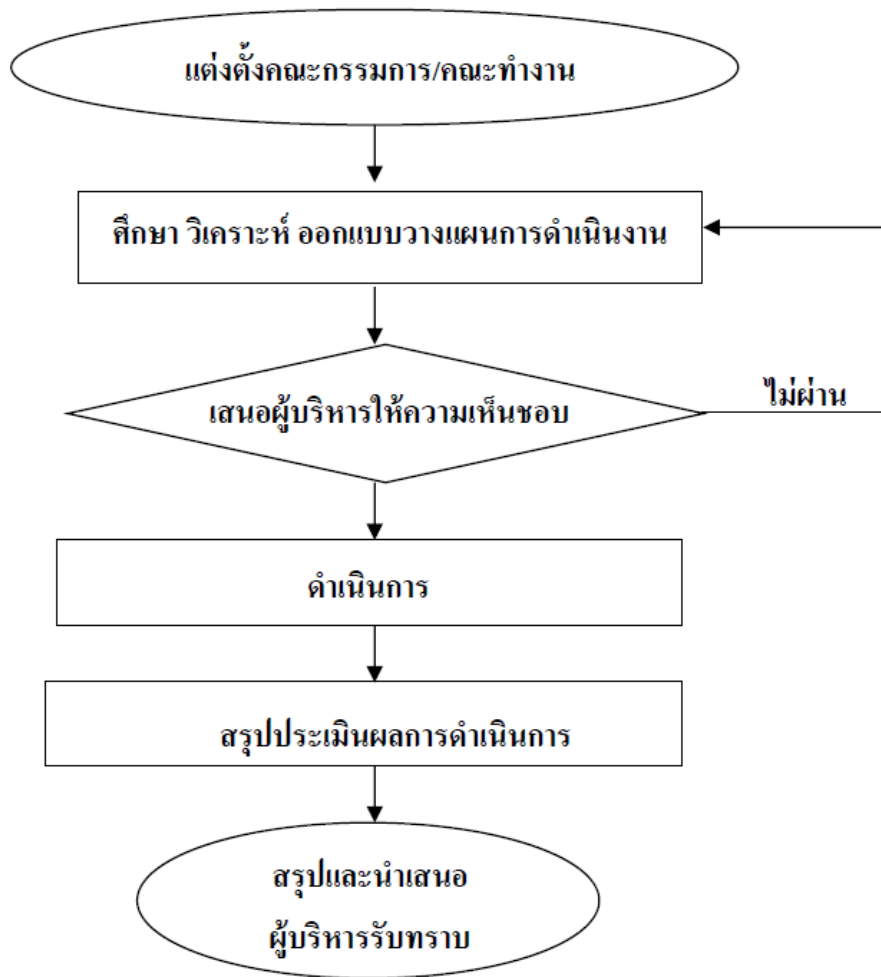 แต่งตั้งคณะกรรมการ/คณะทำงาน
ศึกษา วิเคราะห์ ออกแบบวางแผนการดำเนินงาน
เสนอผู้บริหารให้ความเห็นชอบ
ไม่ผ่าน
ดำเนินการ
สรุปประเมินผลการดำเนินการ
สรุปและนำเสนอ
ผู้บริหารรับทราบ